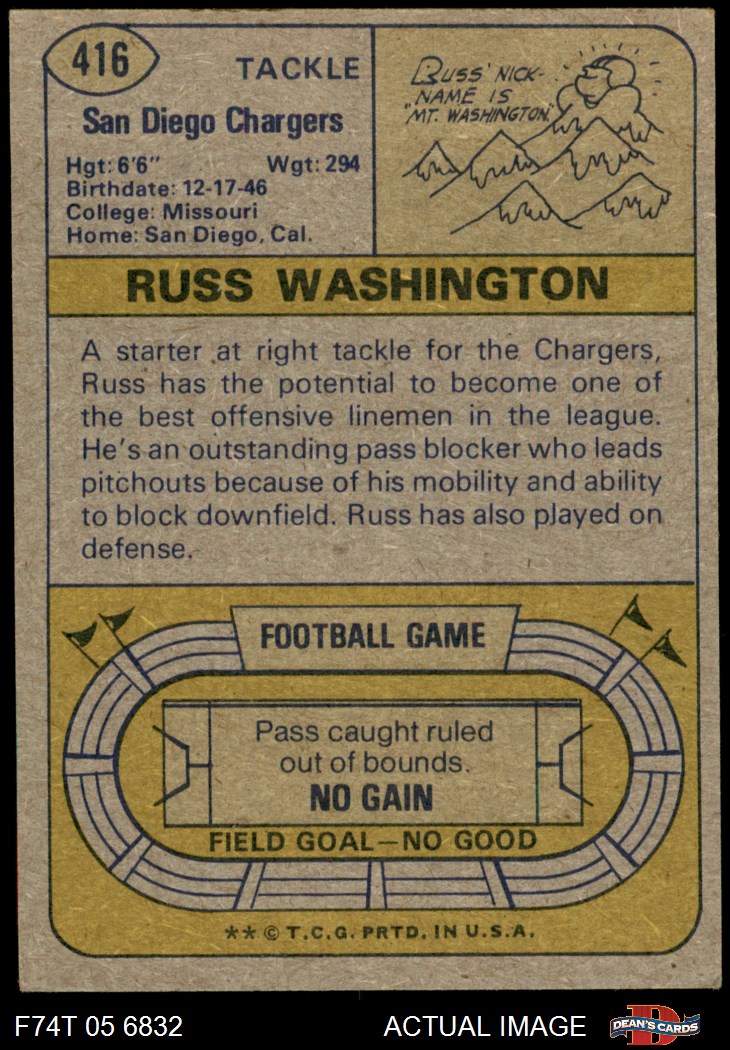 416
TACKLE
San Diego Chargers
Hgt: 6'6" Wgt: 294
Birthdate: 12-17-46
College: Missouri
Home: San Diego, Cal.
RUSS' NICK-
NAME IS
"MT. WASHINGTON."
RUSS WASHINGTON
A starter at right tackle for the Chargers,
Russ has the potential to become one of
the best offensive linemen in the league.
He's an outstanding pass blocker who leads
pitchouts because of his mobility and ability
to block downfield. Russ has also played on
defense.
FOOTBALL GAME
Pass caught ruled
out of bounds.
NO GAIN
FIELD GOAL—NO GOOD
** © T.C.G. PRTD. IN U.S.A.
F74T 05 6832
ACTUAL IMAGE
D
DEAN'S CARDS